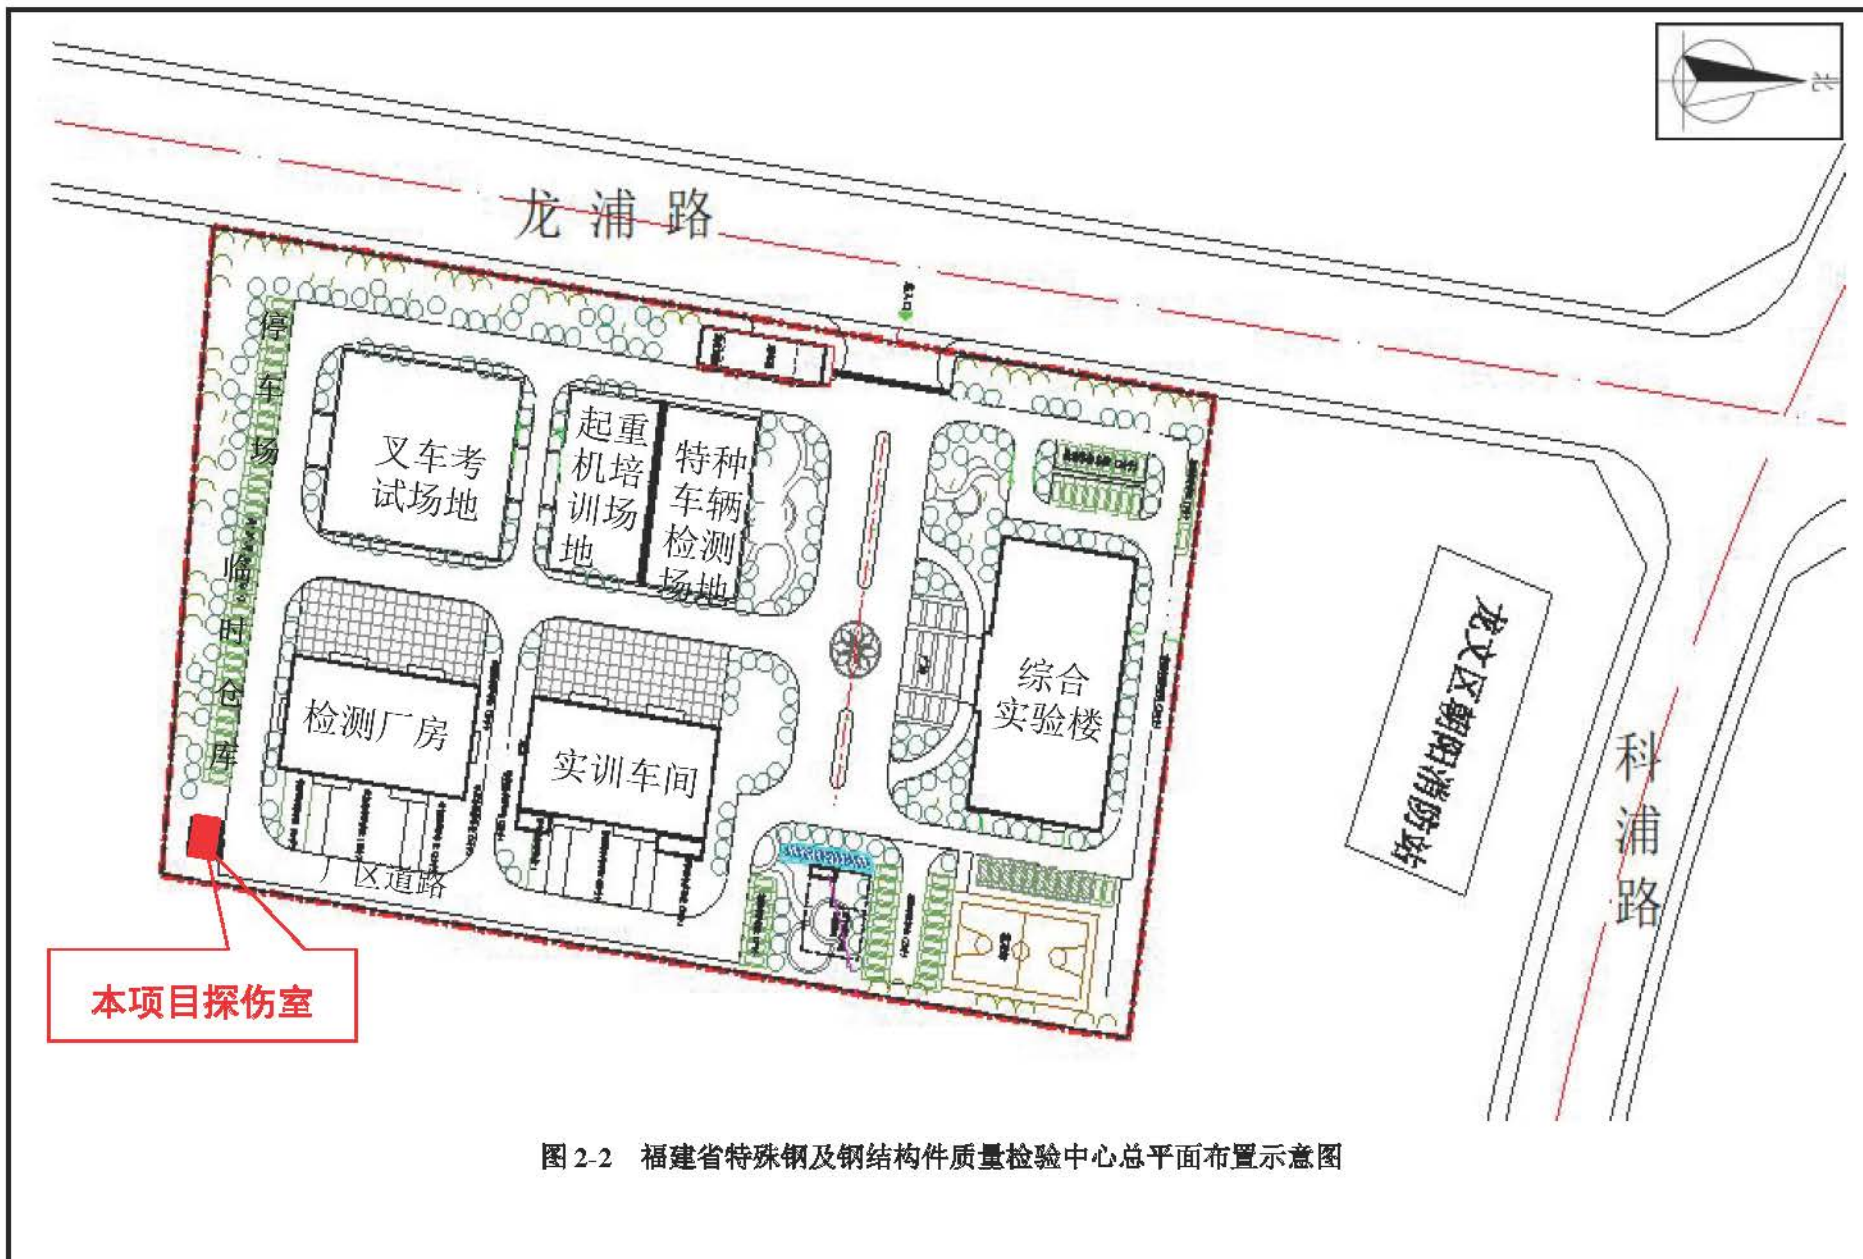 北
龙浦路
停车场
叉车考
试场地
起重
机培
训场
地
特种
车辆
检测
场地
临时仓库
检测厂房
实训车间
综合
实验楼
厂区道路
龙文区朝阳消防站
科浦路
本项目探伤室
图 2-2 福建省特殊钢及钢结构件质量检验中心总平面布置示意图